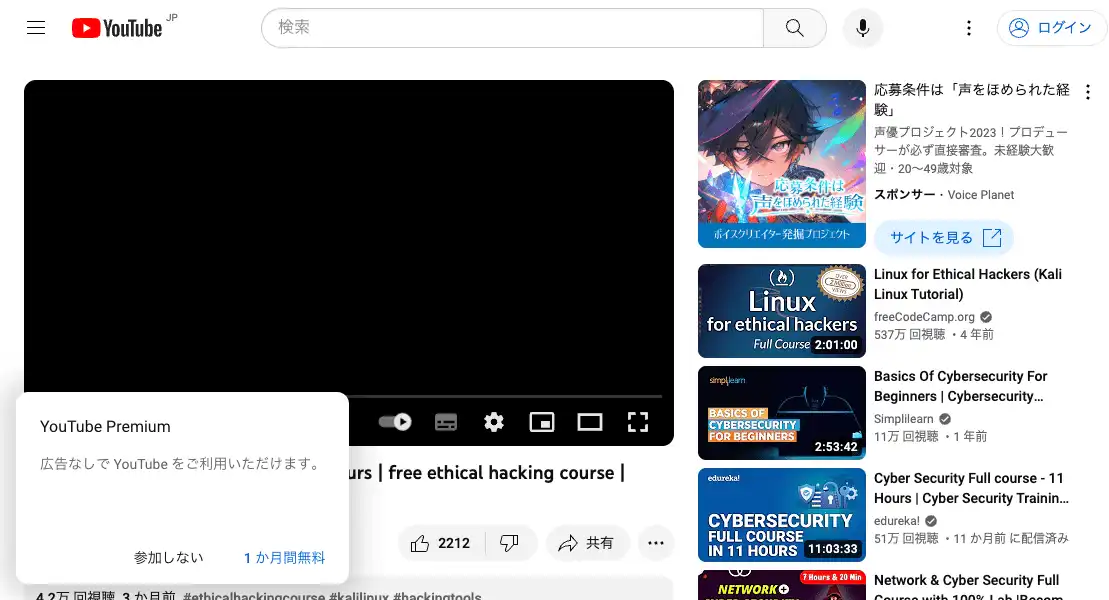 YouTube JP
検索
ログイン
YouTube Premium
広告なしで YouTube をご利用いただけます。
参加しない
1 か月間無料
urs | free ethical hacking course |
2212
共有
4.2万 回視聴 3 か月前 #ethicalhackingcourse #kalilinux #hackingtools
応募条件は
声をほめられた経験
ボイスクリエイター発掘プロジェクト
応募条件は「声をほめられた経
験」
声優プロジェクト2023！プロデュー
サーが必ず直接審査。未経験大歓
迎・20～49歳対象
スポンサー・Voice Planet
サイトを見る
OVER
2 million
VIEWS
Linux
for ethical hackers
Full Course
2:01:00
Linux for Ethical Hackers (Kali
Linux Tutorial)
freeCodeCamp.org
537万 回視聴 ・4 年前
simplilearn
BASICS OF
CYBERSECURITY
FOR BEGINNERS
2:53:42
Basics Of Cybersecurity For
Beginners | Cybersecurity…
Simplilearn
11万 回視聴 ・1 年前
edureka!
CYBERSECURITY
FULL COURSE
IN 11 HOURS
11:03:33
Cyber Security Full course - 11
Hours | Cyber Security Trainin…
edureka!
51万 回視聴 ・11 か月前 に配信済み
7 Hours & 20 Min
NETWORK+
Network & Cyber Security Full
Course with 100% Lab |Besom